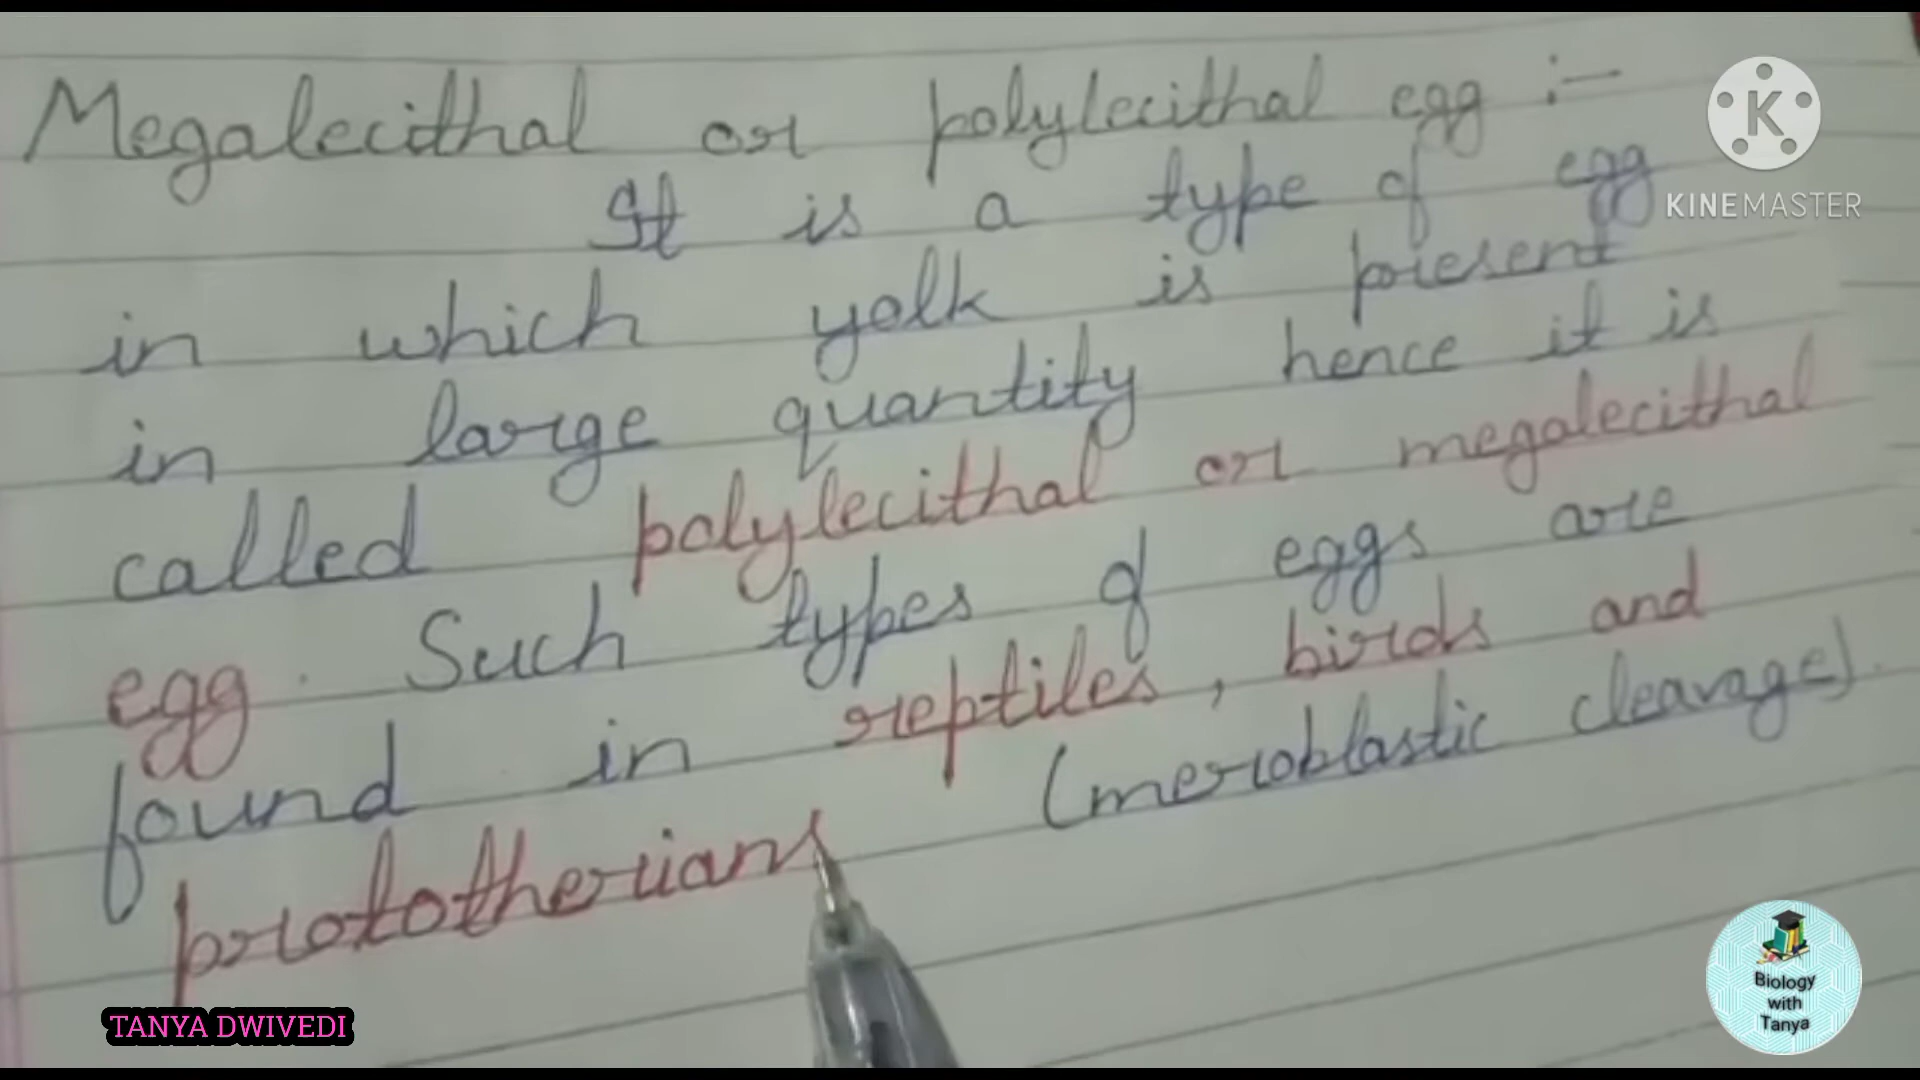 Megalecithal or polylecithal egg :-
It is a type of egg
in which yolk is present
in large quantity hence it is
called polylecithal or megalecithal
egg. Such types of eggs are
found in reptiles, birds and
prototherians (meroblastic cleavage).
KINEMASTER
TANYA DWIVEDI
Biology
with
Tanya